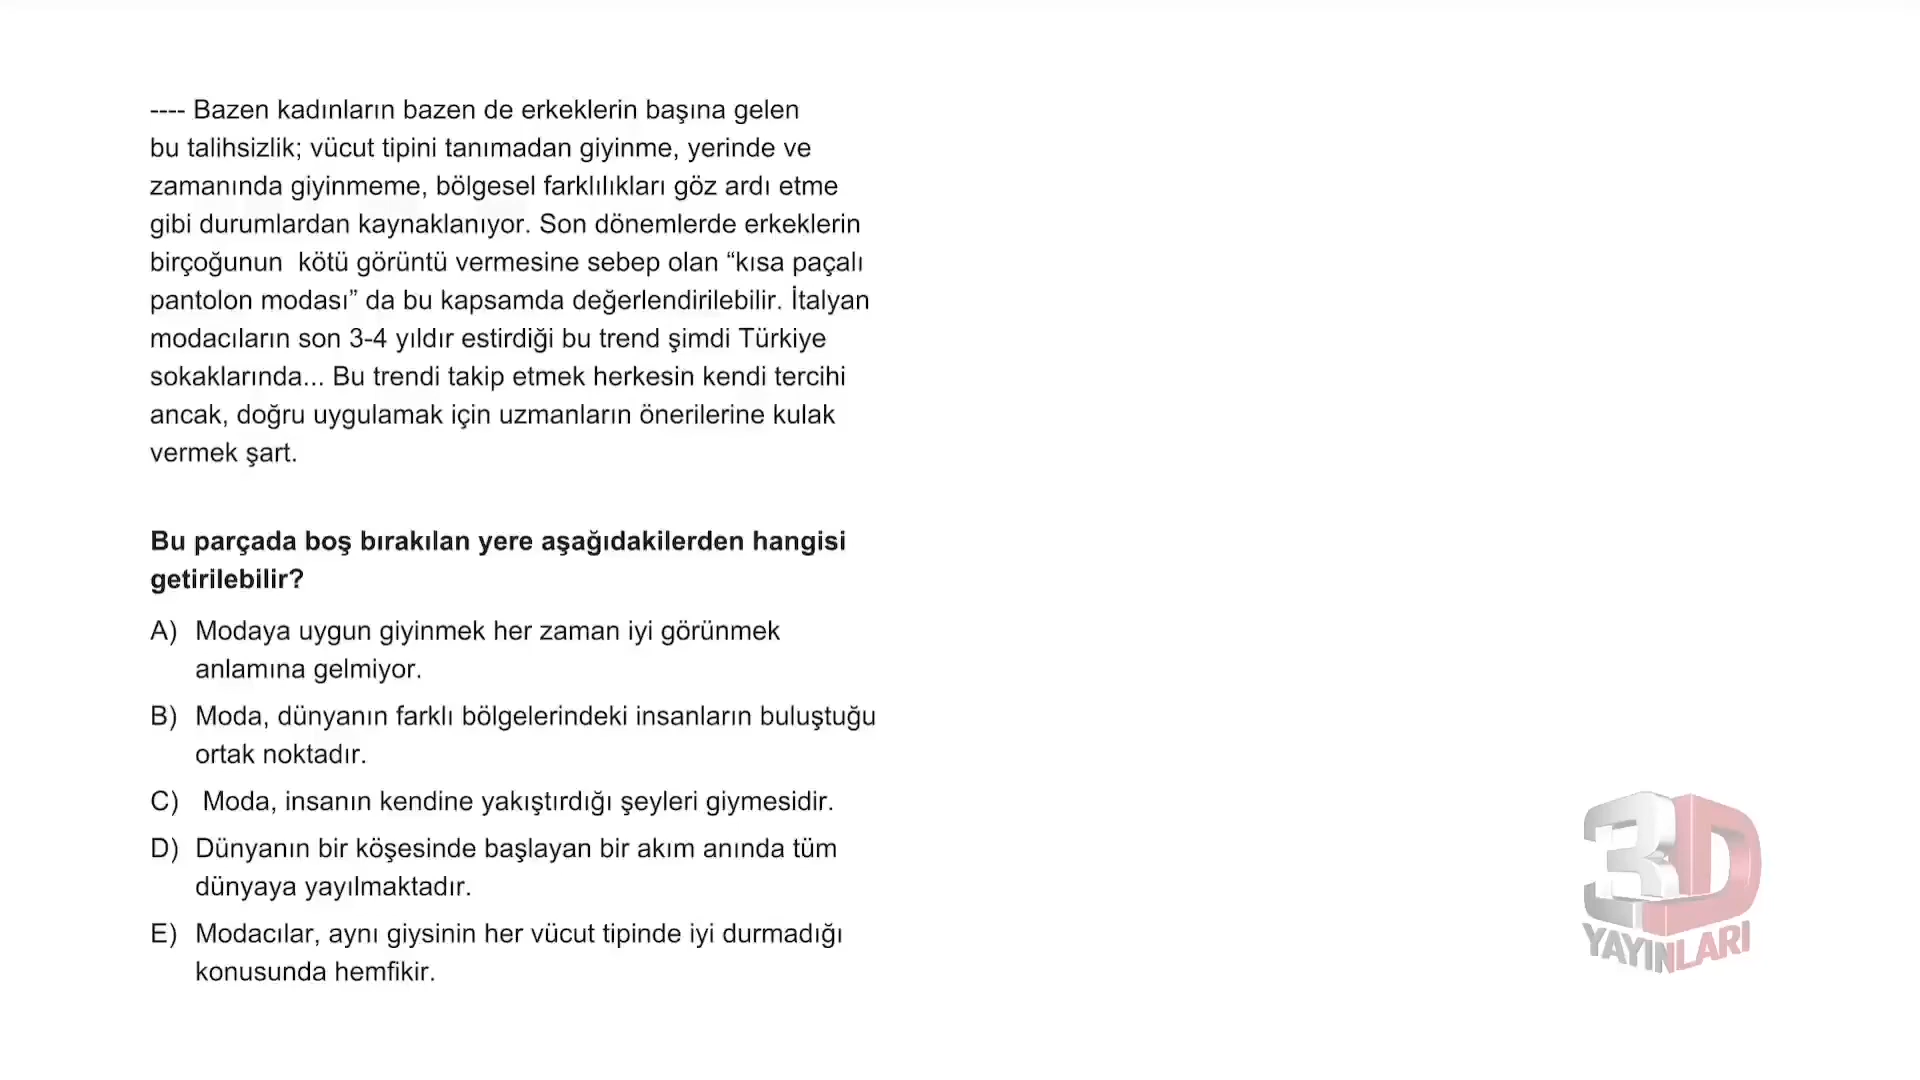 ---- Bazen kadınların bazen de erkeklerin başına gelen
bu talihsizlik; vücut tipini tanımadan giyinme, yerinde ve
zamanında giyinmeme, bölgesel farklılıkları göz ardı etme
gibi durumlardan kaynaklanıyor. Son dönemlerde erkeklerin
birçoğunun kötü görüntü vermesine sebep olan “kısa paçalı
pantolon modası” da bu kapsamda değerlendirilebilir. İtalyan
modacıların son 3-4 yıldır estirdiği bu trend şimdi Türkiye
sokaklarında... Bu trendi takip etmek herkesin kendi tercihi
ancak, doğru uygulamak için uzmanların önerilerine kulak
vermek şart.
Bu parçada boş bırakılan yere aşağıdakilerden hangisi
getirilebilir?
A) Modaya uygun giyinmek her zaman iyi görünmek
anlamına gelmiyor.
B) Moda, dünyanın farklı bölgelerindeki insanların buluştuğu
ortak noktadır.
C) Moda, insanın kendine yakıştırdığı şeyleri giymesidir.
D) Dünyanın bir köşesinde başlayan bir akım anında tüm
dünyaya yayılmaktadır.
E) Modacılar, aynı giysinin her vücut tipinde iyi durmadığı
konusunda hemfikir.
3D
YAYINLARI